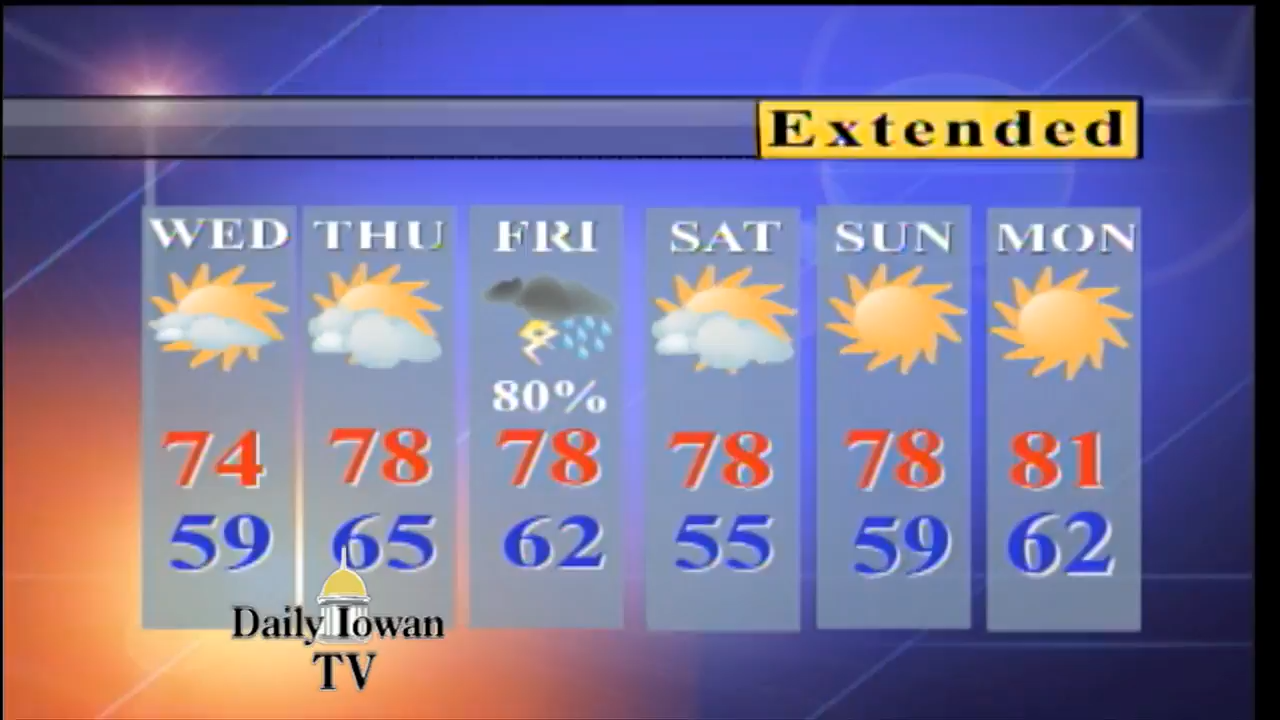 Extended
WED THU FRI SAT SUN MON
80%
74 78 78 78 78 81
59 65 62 55 59 62
Daily Iowan
TV